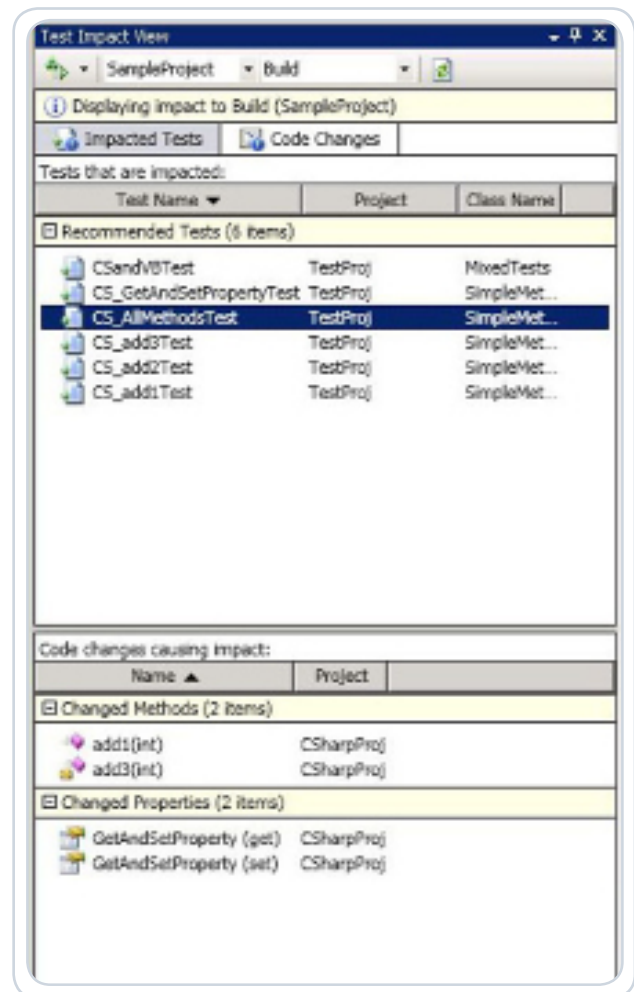 Test Impact View
SampleProject Build
Displaying impact to Build (SampleProject)
Impacted Tests Code Changes
Tests that are impacted:
Test Name Project Class Name
Recommended Tests (6 items)
CSandVBTest TestProj MixedTests
CS_GetAndSetPropertyTest TestProj SimpleMet...
CS_AllMethodsTest TestProj SimpleMet...
CS_add3Test TestProj SimpleMet...
CS_add2Test TestProj SimpleMet...
CS_add1Test TestProj SimpleMet...
Code changes causing impact:
Name Project
Changed Methods (2 items)
add1(int) CSharpProj
add3(int) CSharpProj
Changed Properties (2 items)
GetAndSetProperty (get) CSharpProj
GetAndSetProperty (set) CSharpProj